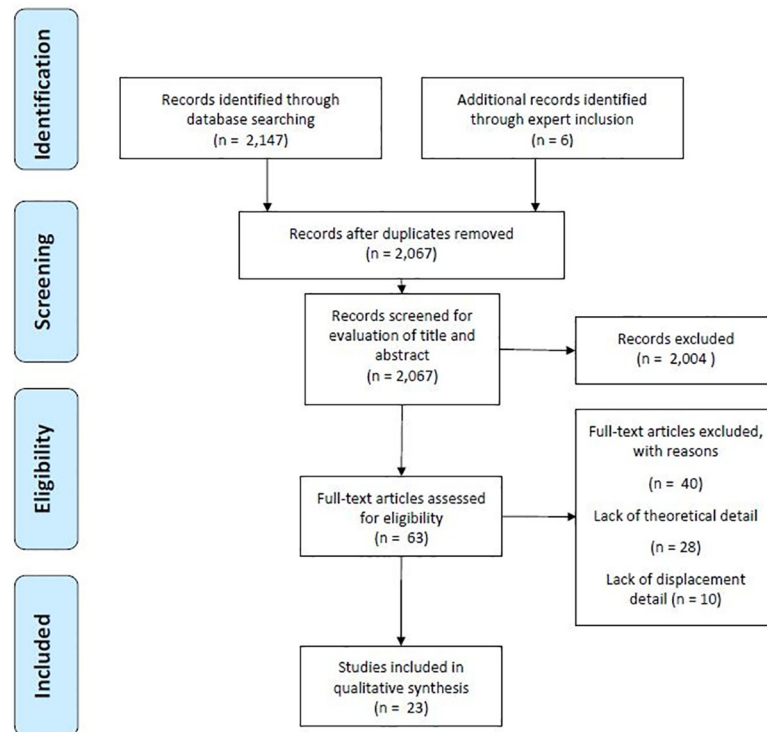 Identification
Records identified through
database searching
(n = 2,147)
Additional records identified
through expert inclusion
(n = 6)
Screening
Records after duplicates removed
(n = 2,067)
Records screened for
evaluation of title and
abstract
(n = 2,067)
Records excluded
(n = 2,004 )
Eligibility
Full-text articles assessed
for eligibility
(n = 63)
Full-text articles excluded,
with reasons
(n = 40)
Lack of theoretical detail
(n = 28)
Lack of displacement
detail (n = 10)
Included
Studies included in
qualitative synthesis
(n = 23)